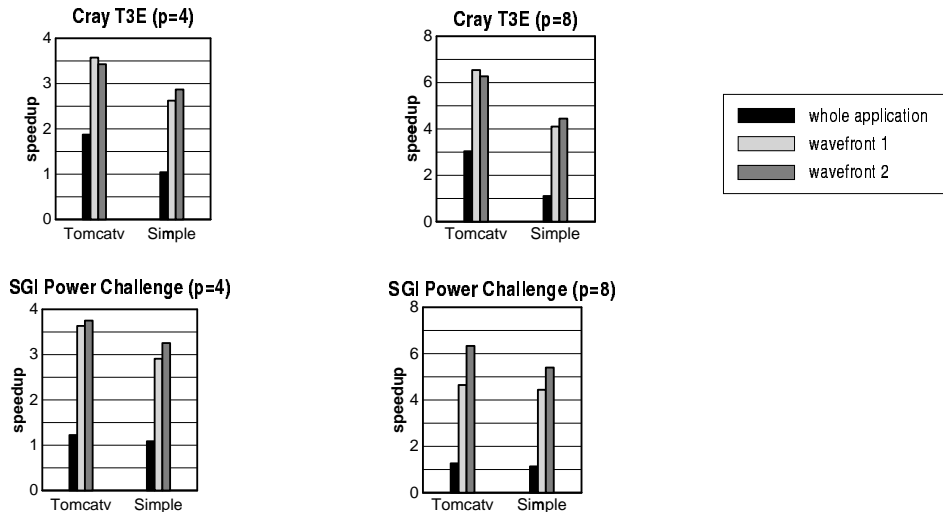 Cray T3E (p=4)
4
3
2
1
0
speedup
Tomcatv Simple
Cray T3E (p=8)
8
6
4
2
0
speedup
Tomcatv Simple
whole application
wavefront 1
wavefront 2
SGI Power Challenge (p=4)
4
3
2
1
0
speedup
Tomcatv Simple
SGI Power Challenge (p=8)
8
6
4
2
0
speedup
Tomcatv Simple